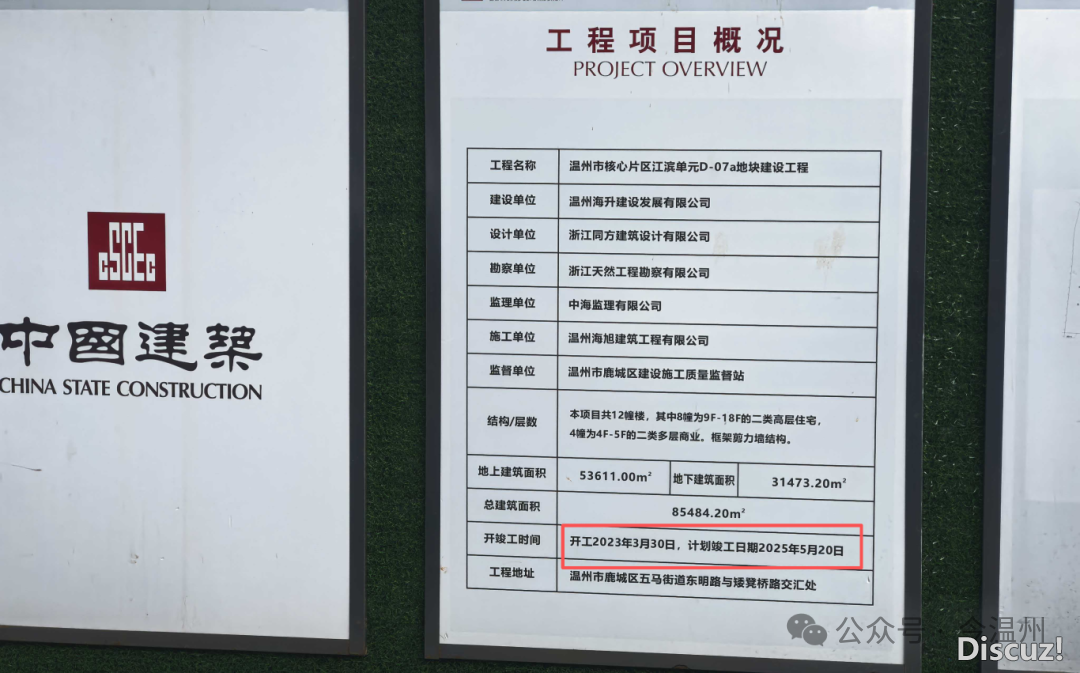 CSCEC
中國建築
CHINA STATE CONSTRUCTION
工程项目概况
PROJECT OVERVIEW
工程名称 温州市核心片区江滨单元D-07a地块建设工程
建设单位 温州海升建设发展有限公司
设计单位 浙江同方建筑设计有限公司
勘察单位 浙江天然工程勘察有限公司
监理单位 中海监理有限公司
施工单位 温州海旭建筑工程有限公司
监督单位 温州市鹿城区建设施工质量监督站
结构/层数 本项目共12幢楼，其中8幢为9F-18F的二类高层住宅，
4幢为4F-5F的二类多层商业。框架剪力墙结构。
地上建筑面积 53611.00m² 地下建筑面积 31473.20m²
总建筑面积 85484.20m²
开竣工时间 开工2023年3月30日，计划竣工日期2025年5月20日
工程地址 温州市鹿城区五马街道东明路与矮凳桥路交汇处
公众号·今温州
Discuz!